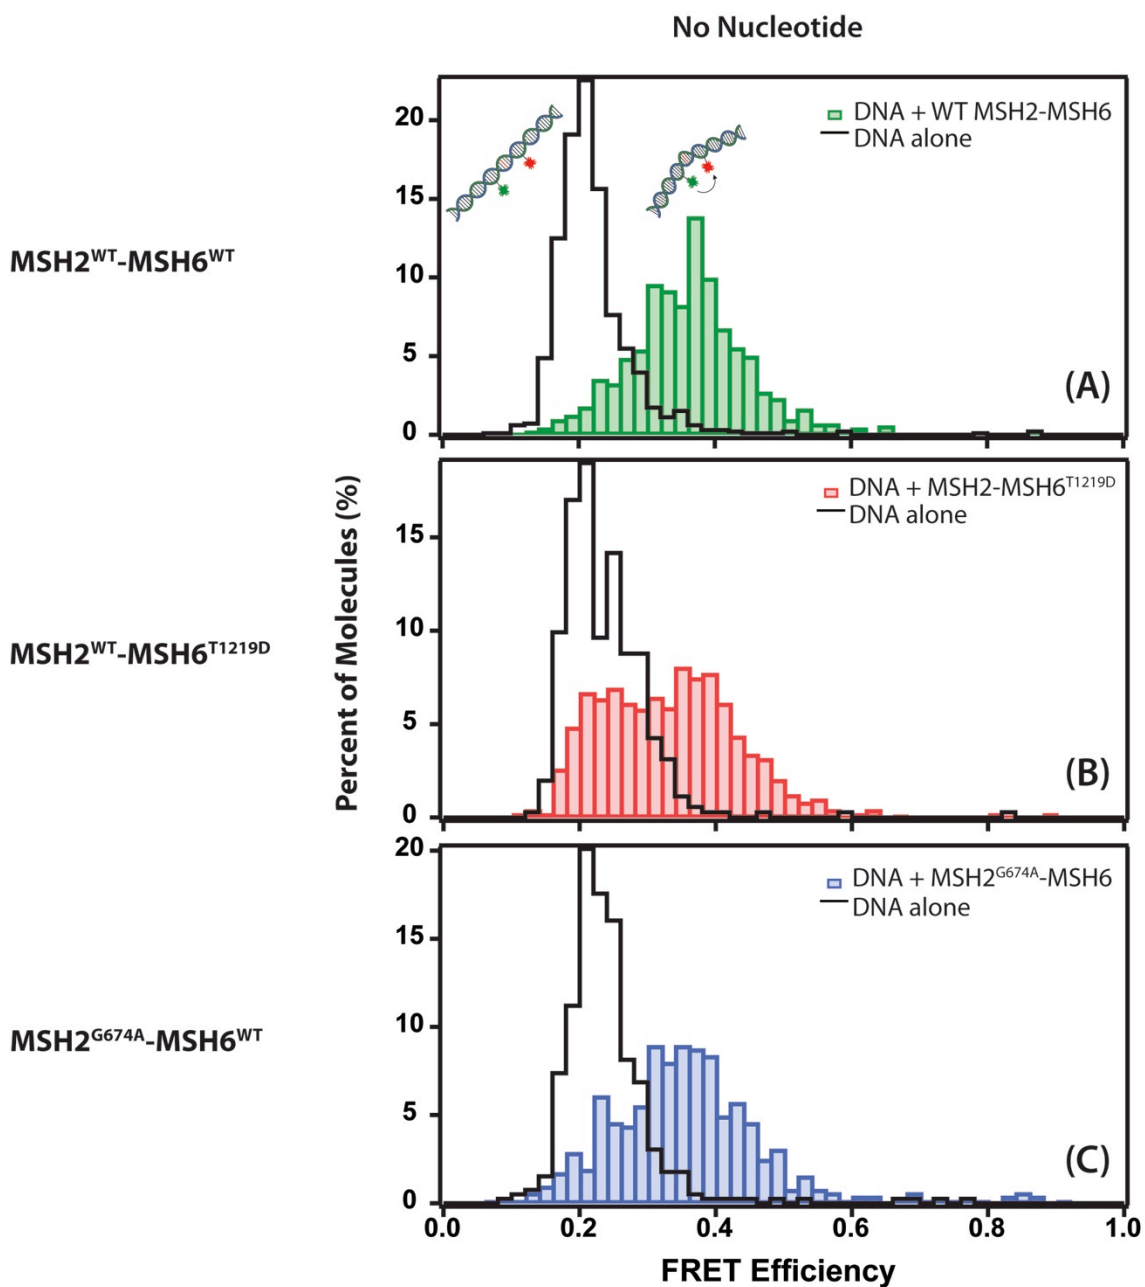 No Nucleotide
MSH2WT-MSH6WT
20
15
10
5
0
DNA + WT MSH2-MSH6
DNA alone
(A)
MSH2WT-MSH6T1219D
Percent of Molecules (%)
15
10
5
0
DNA + MSH2-MSH6T1219D
DNA alone
(B)
MSH2G674A-MSH6WT
20
15
10
5
0
DNA + MSH2G674A-MSH6
DNA alone
(C)
0.0 0.2 0.4 0.6 0.8 1.0
FRET Efficiency